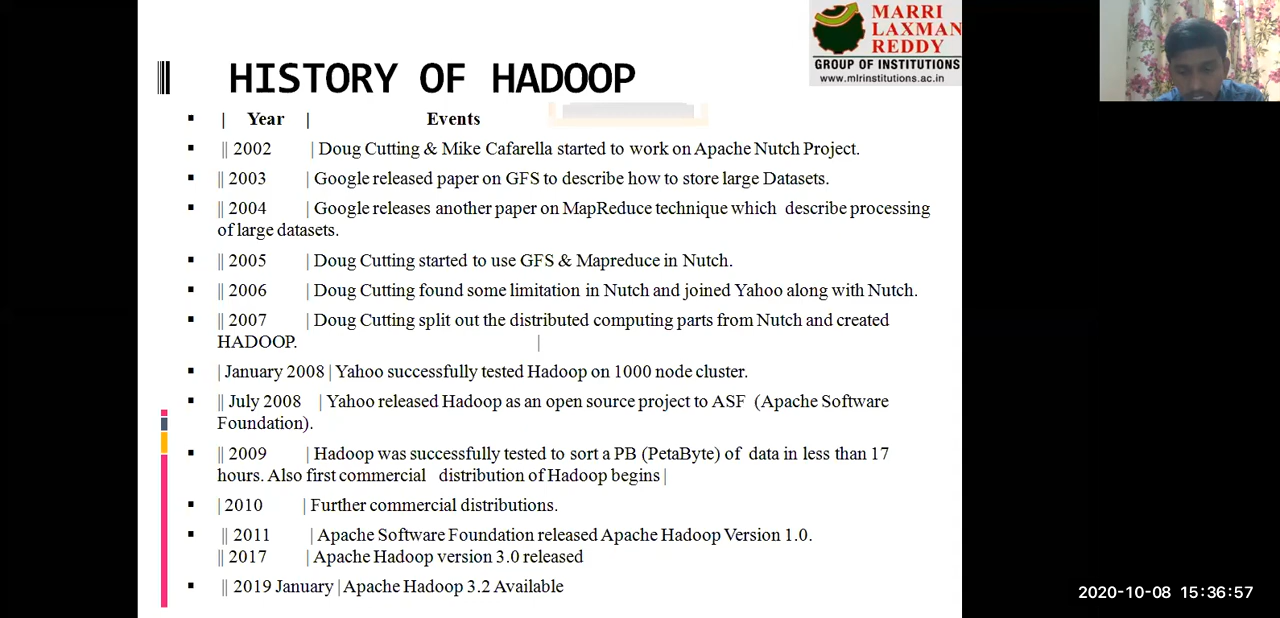 MARRI
LAXMAN
REDDY
GROUP OF INSTITUTIONS
www.mlrinstitutions.ac.in
HISTORY OF HADOOP
| Year | Events
|| 2002 | Doug Cutting & Mike Cafarella started to work on Apache Nutch Project.
|| 2003 | Google released paper on GFS to describe how to store large Datasets.
|| 2004 | Google releases another paper on MapReduce technique which describe processing
of large datasets.
|| 2005 | Doug Cutting started to use GFS & Mapreduce in Nutch.
|| 2006 | Doug Cutting found some limitation in Nutch and joined Yahoo along with Nutch.
|| 2007 | Doug Cutting split out the distributed computing parts from Nutch and created
HADOOP. |
| January 2008 | Yahoo successfully tested Hadoop on 1000 node cluster.
|| July 2008 | Yahoo released Hadoop as an open source project to ASF (Apache Software
Foundation).
|| 2009 | Hadoop was successfully tested to sort a PB (PetaByte) of data in less than 17
hours. Also first commercial distribution of Hadoop begins |
| 2010 | Further commercial distributions.
|| 2011 | Apache Software Foundation released Apache Hadoop Version 1.0.
|| 2017 | Apache Hadoop version 3.0 released
|| 2019 January | Apache Hadoop 3.2 Available
2020-10-08 15:36:57